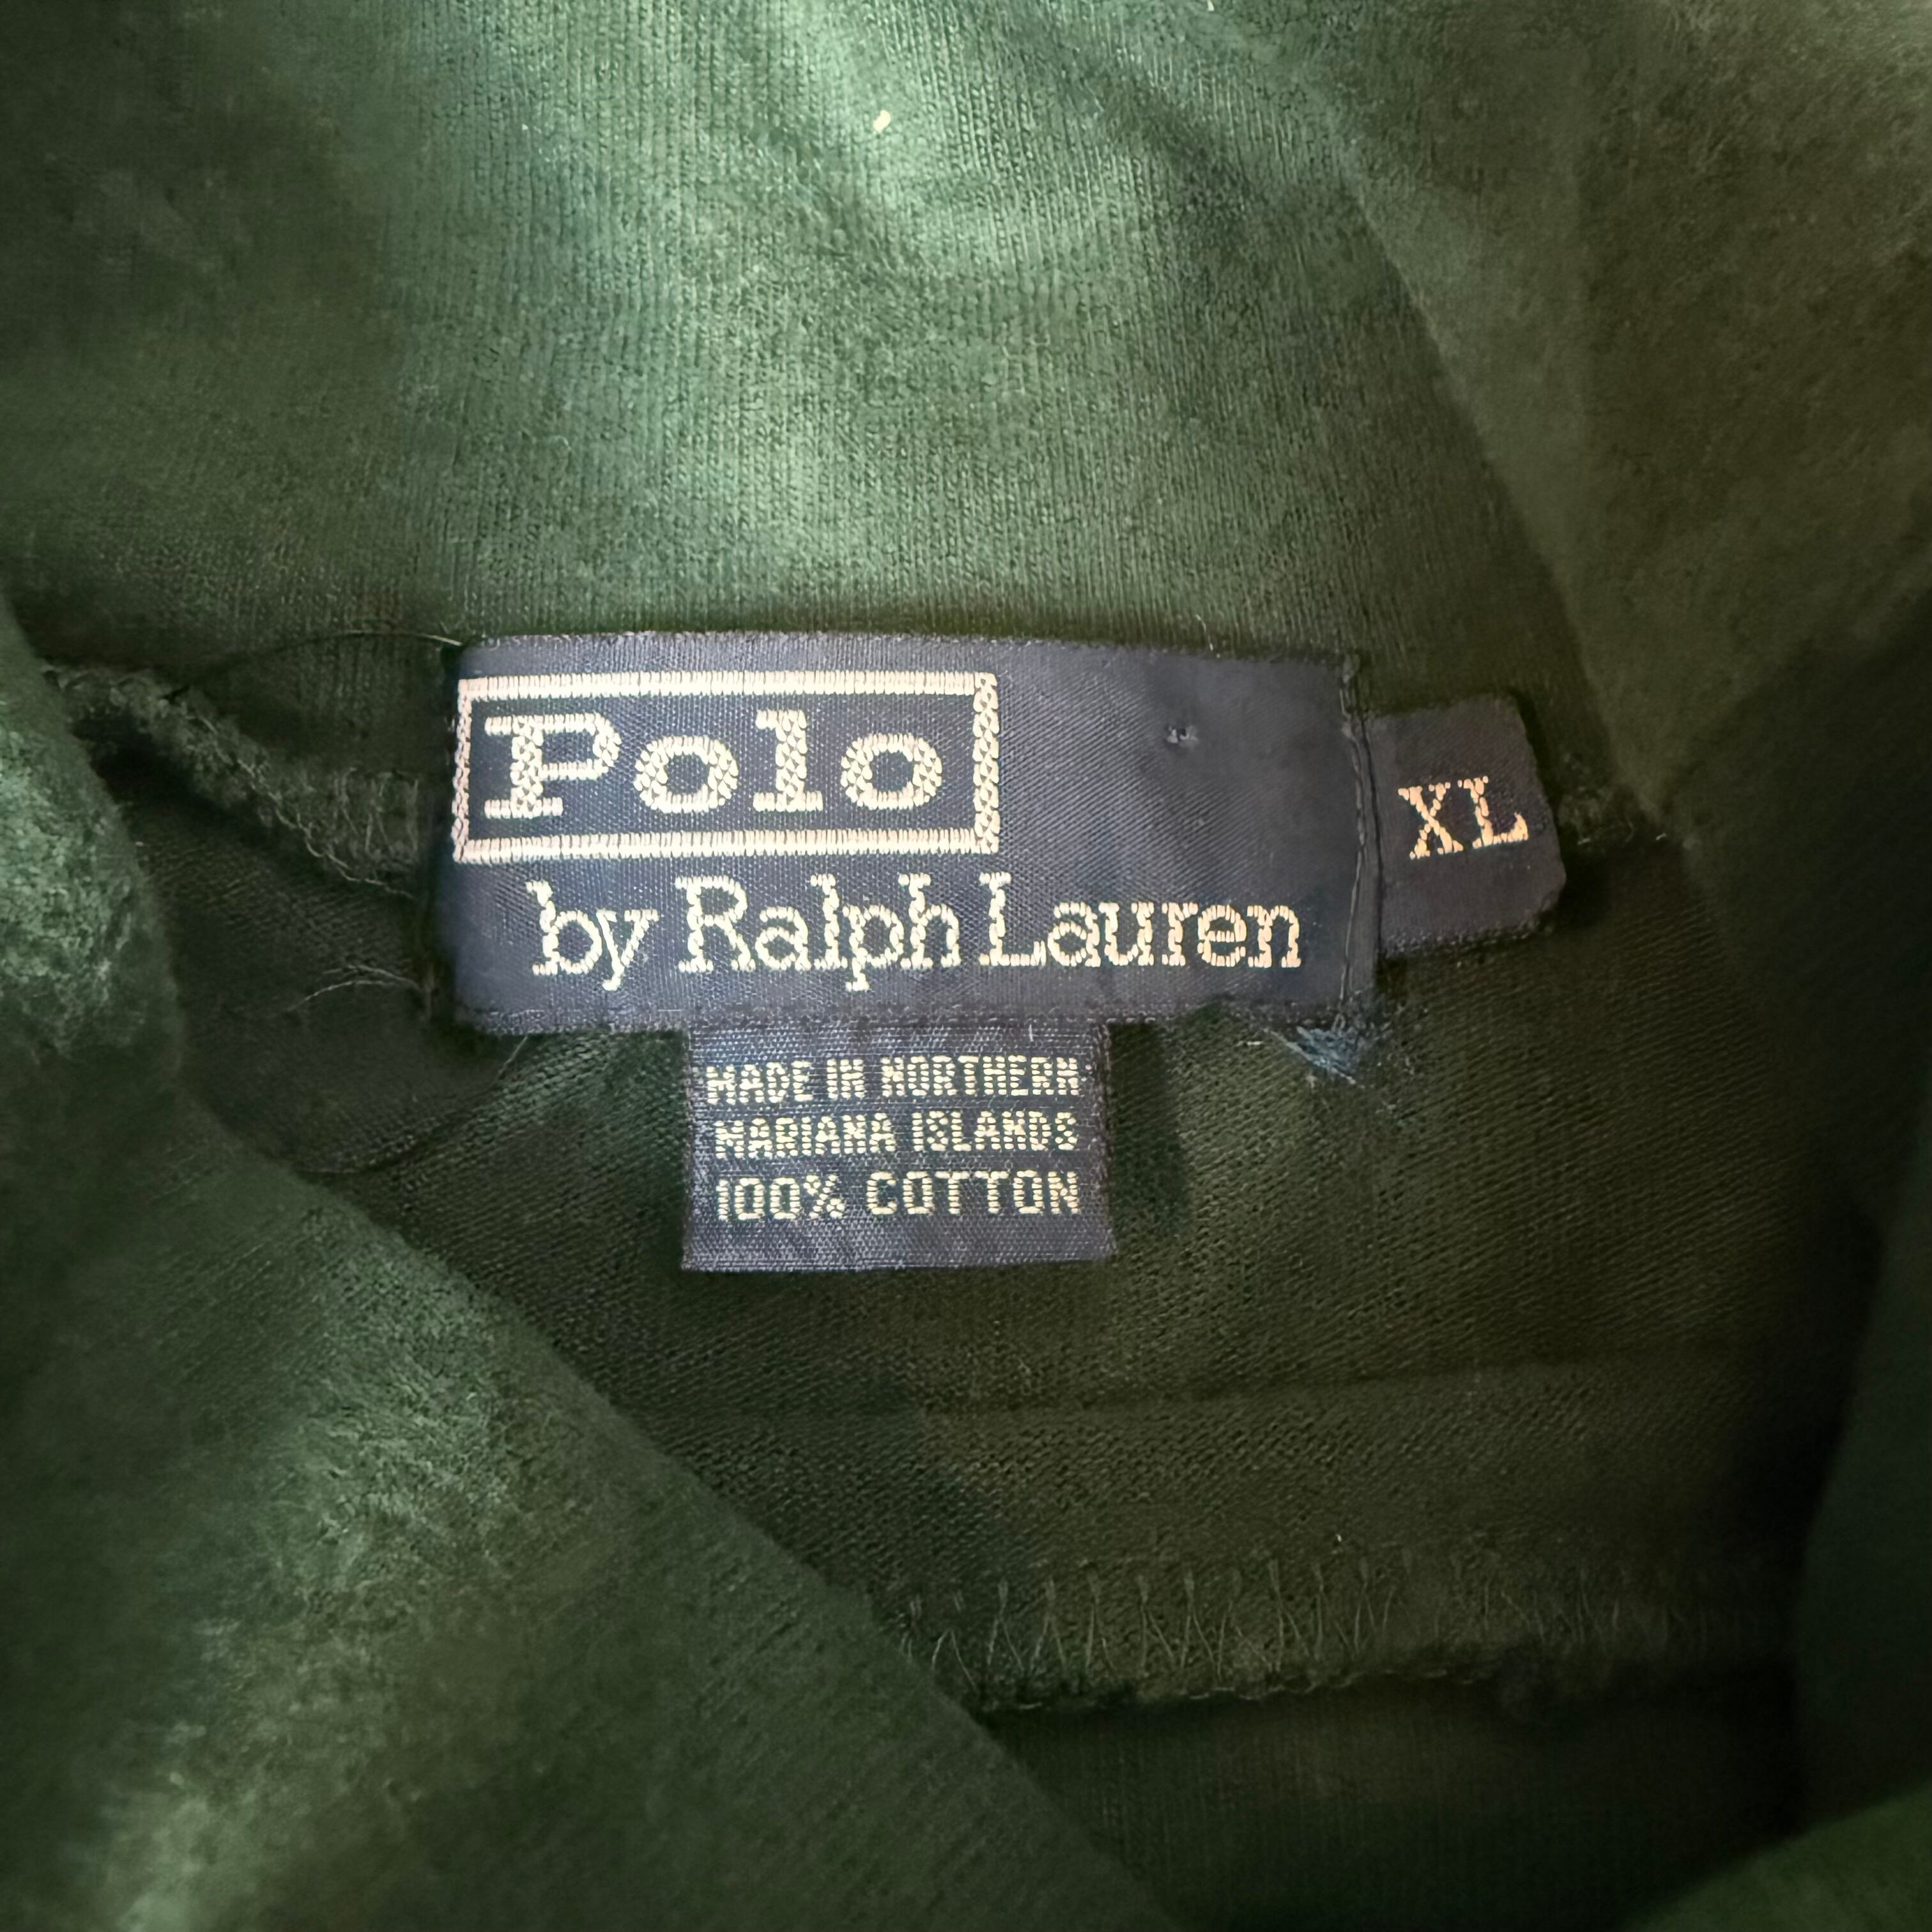 Polo
by Ralph Lauren
XL
MADE IN NORTHERN
MARIANA ISLANDS
100% COTTON